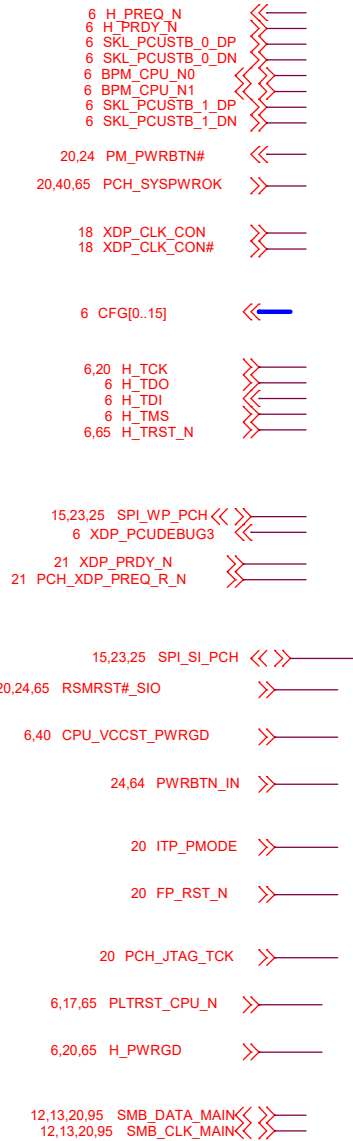 6 H_PREQ_N
6 H_PRDY_N
6 SKL_PCUSTB_0_DP
6 SKL_PCUSTB_0_DN
6 BPM_CPU_N0
6 BPM_CPU_N1
6 SKL_PCUSTB_1_DP
6 SKL_PCUSTB_1_DN
20,24 PM_PWRBTN#
20,40,65 PCH_SYSPWROK
18 XDP_CLK_CON
18 XDP_CLK_CON#
6 CFG[0..15]
6,20 H_TCK
6 H_TDO
6 H_TDI
6 H_TMS
6,65 H_TRST_N
15,23,25 SPI_WP_PCH
6 XDP_PCUDEBUG3
21 XDP_PRDY_N
21 PCH_XDP_PREQ_R_N
15,23,25 SPI_SI_PCH
20,24,65 RSMRST#_SIO
6,40 CPU_VCCST_PWRGD
24,64 PWRBTN_IN
20 ITP_PMODE
20 FP_RST_N
20 PCH_JTAG_TCK
6,17,65 PLTRST_CPU_N
6,20,65 H_PWRGD
12,13,20,95 SMB_DATA_MAIN
12,13,20,95 SMB_CLK_MAIN